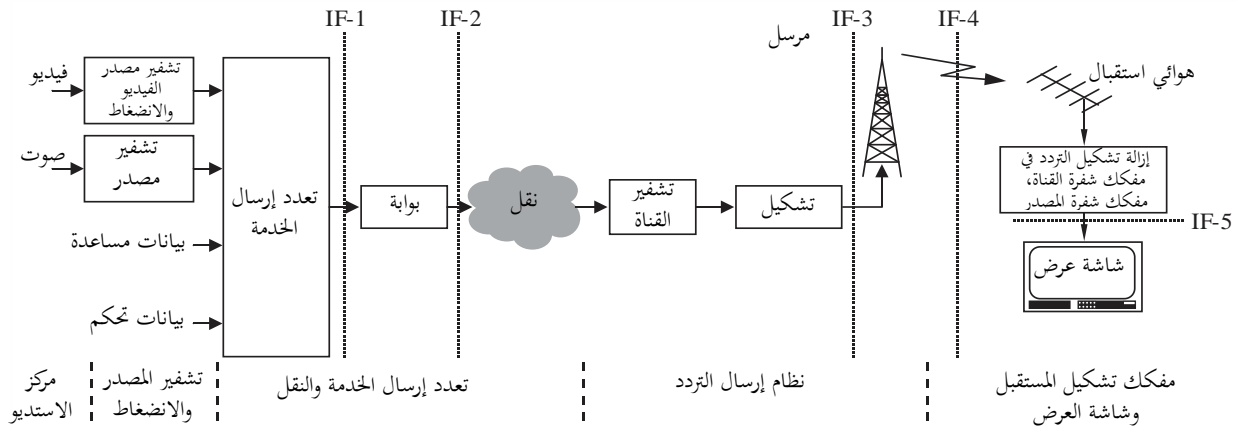 IF-1
IF-2
IF-3
IF-4
مرسل
هوائي استقبال
فيديو
تشفير مصدر
الفيديو
والانضغاط
صوت
تشفير
مصدر
بيانات مساعدة
بيانات تحكم
تعدد إرسال
الخدمة
بوابة
نقل
تشفير
القناة
تشكيل
إزالة تشكيل التردد في
مفكك شفرة القناة،
مفكك شفرة المصدر
IF-5
شاشة عرض
مركز
الاستديو
تشفير المصدر
والانضغاط
تعدد إرسال الخدمة والنقل
نظام إرسال التردد
مفكك تشكيل المستقبل
وشاشة العرض